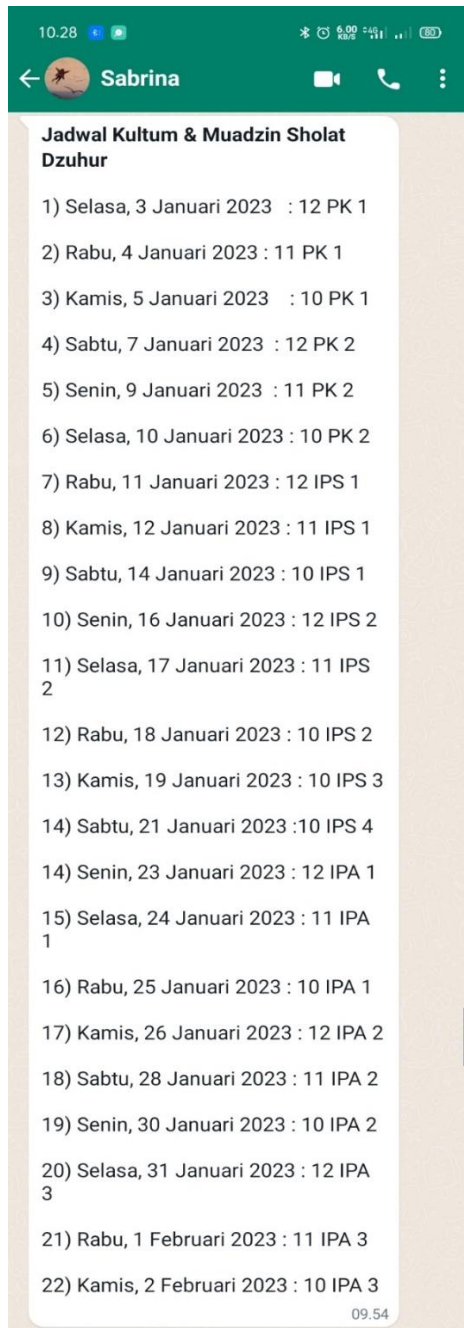 10.28 6.00 KB/S 46 80
Sabrina
Jadwal Kultum & Muadzin Sholat
Dzuhur
1) Selasa, 3 Januari 2023 : 12 PK 1
2) Rabu, 4 Januari 2023 : 11 PK 1
3) Kamis, 5 Januari 2023 : 10 PK 1
4) Sabtu, 7 Januari 2023 : 12 PK 2
5) Senin, 9 Januari 2023 : 11 PK 2
6) Selasa, 10 Januari 2023 : 10 PK 2
7) Rabu, 11 Januari 2023 : 12 IPS 1
8) Kamis, 12 Januari 2023 : 11 IPS 1
9) Sabtu, 14 Januari 2023 : 10 IPS 1
10) Senin, 16 Januari 2023 : 12 IPS 2
11) Selasa, 17 Januari 2023 : 11 IPS
2
12) Rabu, 18 Januari 2023 : 10 IPS 2
13) Kamis, 19 Januari 2023 : 10 IPS 3
14) Sabtu, 21 Januari 2023 :10 IPS 4
14) Senin, 23 Januari 2023 : 12 IPA 1
15) Selasa, 24 Januari 2023 : 11 IPA
1
16) Rabu, 25 Januari 2023 : 10 IPA 1
17) Kamis, 26 Januari 2023 : 12 IPA 2
18) Sabtu, 28 Januari 2023 : 11 IPA 2
19) Senin, 30 Januari 2023 : 10 IPA 2
20) Selasa, 31 Januari 2023 : 12 IPA
3
21) Rabu, 1 Februari 2023 : 11 IPA 3
22) Kamis, 2 Februari 2023 : 10 IPA 3
09.54